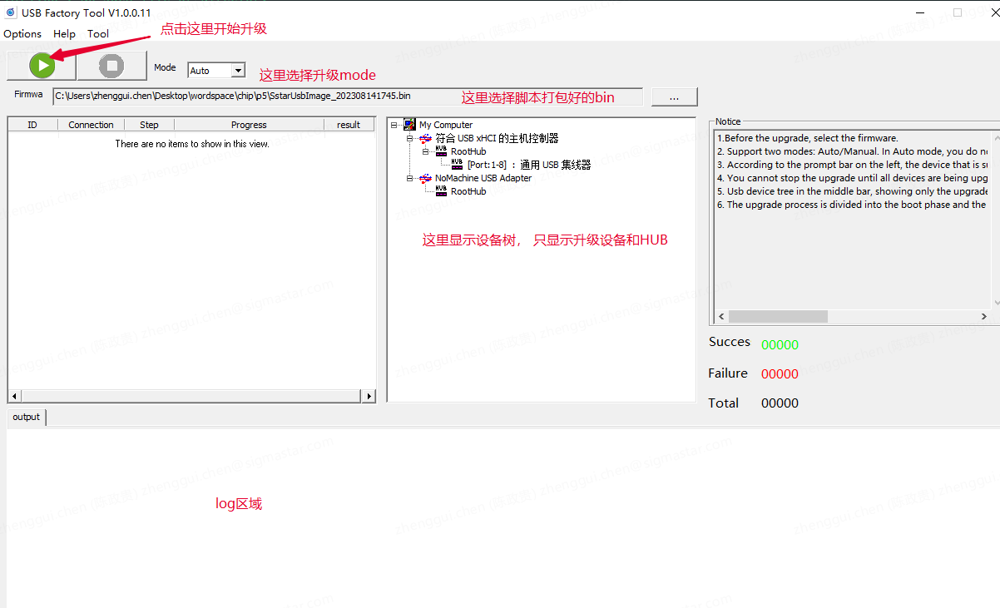 USB Factory Tool V1.0.0.11
Options Help Tool
点击这里开始升级
Mode Auto
这里选择升级mode
Firmwa C:\Users\zhenggui.chen\Desktop\wordspace\chip\p5\SstarUsbImage_202308141745.bin
这里选择脚本打包好的bin
...
ID Connection Step Progress result
There are no items to show in this view.
My Computer
符合 USB xHCI 的主机控制器
RootHub
[Port:1-8] : 通用 USB 集线器
NoMachine USB Adapter
RootHub
这里显示设备树， 只显示升级设备和HUB
Notice
1.Before the upgrade, select the firmware.
2. Support two modes: Auto/Manual. In Auto mode, you do n
3. According to the prompt bar on the left, the device that is su
4. You cannot stop the upgrade until all devices are being upg
5. Usb device tree in the middle bar, showing only the upgrade
6. The upgrade process is divided into the boot phase and the
Succes 00000
Failure 00000
Total 00000
output
log区域